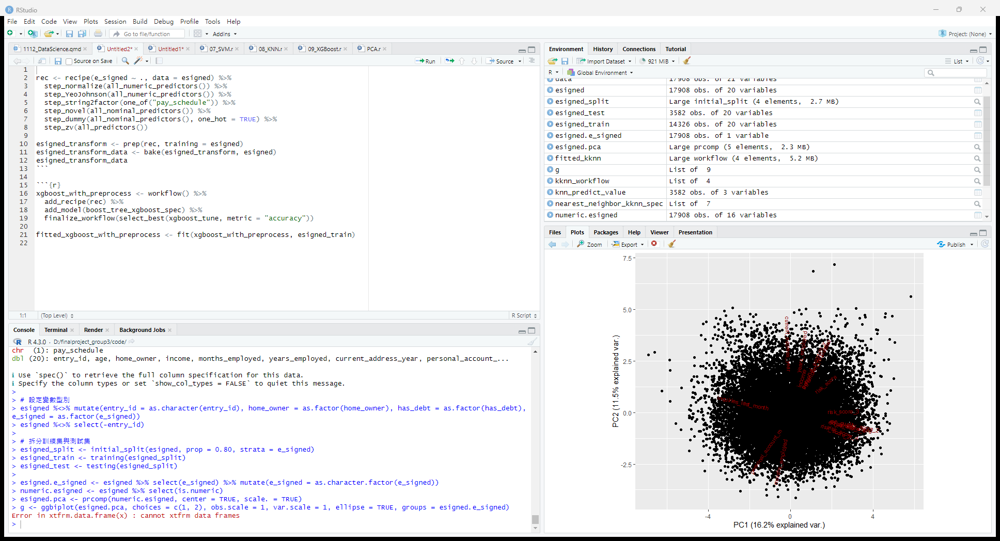 RStudio
File Edit Code View Plots Session Build Debug Profile Tools Help
Go to file/function Addins Project: (None)
1112_DataScience.qmd Untitled2* Untitled1* 07_SVM.r 08_KNN.r 09_XGBoost.r PCA.r
Source on Save Run Source
1
2 rec <- recipe(e_signed ~ ., data = esigned) %>%
3 step_normalize(all_numeric_predictors()) %>%
4 step_YeoJohnson(all_numeric_predictors()) %>%
5 step_string2factor(one_of("pay_schedule")) %>%
6 step_novel(all_nominal_predictors()) %>%
7 step_dummy(all_nominal_predictors(), one_hot = TRUE) %>%
8 step_zv(all_predictors())
9
10 esigned_transform <- prep(rec, training = esigned)
11 esigned_transform_data <- bake(esigned_transform, esigned)
12 esigned_transform_data
13 ```
14
15 ```{r}
16 xgboost_with_preprocess <- workflow() %>%
17 add_recipe(rec) %>%
18 add_model(boost_tree_xgboost_spec) %>%
19 finalize_workflow(select_best(xgboost_tune, metric = "accuracy"))
20
21 fitted_xgboost_with_preprocess <- fit(xgboost_with_preprocess, esigned_train)
22
1:1 (Top Level) R Script
Console Terminal Render Background Jobs
R 4.3.0 · D:/finalproject_group3/code/
chr (1): pay_schedule
dbl (20): entry_id, age, home_owner, income, months_employed, years_employed, current_address_year, personal_account_...
ℹ Use `spec()` to retrieve the full column specification for this data.
ℹ Specify the column types or set `show_col_types = FALSE` to quiet this message.
>
> # 設定變數型別
> esigned %<>% mutate(entry_id = as.character(entry_id), home_owner = as.factor(home_owner), has_debt = as.factor(has_debt),
e_signed = as.factor(e_signed))
> esigned %<>% select(-entry_id)
>
> # 拆分訓練集與測試集
> esigned_split <- initial_split(esigned, prop = 0.80, strata = e_signed)
> esigned_train <- training(esigned_split)
> esigned_test <- testing(esigned_split)
>
> esigned.e_signed <- esigned %>% select(e_signed) %>% mutate(e_signed = as.character.factor(e_signed))
> numeric.esigned <- esigned %>% select(is.numeric)
> esigned.pca <- prcomp(numeric.esigned, center = TRUE, scale. = TRUE)
> g <- ggbiplot(esigned.pca, choices = c(1, 2), obs.scale = 1, var.scale = 1, ellipse = TRUE, groups = esigned.e_signed)
Error in xtfrm.data.frame(x) : cannot xtfrm data frames
>
Environment History Connections Tutorial
Import Dataset 921 MiB List
R Global Environment
data 17908 obs. of 21 variables
esigned 17908 obs. of 20 variables
esigned_split Large initial_split (4 elements, 2.7 MB)
esigned_test 3582 obs. of 20 variables
esigned_train 14326 obs. of 20 variables
esigned.e_signed 17908 obs. of 1 variable
esigned.pca Large prcomp (5 elements, 2.3 MB)
fitted_kknn Large workflow (4 elements, 5.2 MB)
g List of 9
kknn_workflow List of 4
knn_predict_value 3582 obs. of 3 variables
nearest_neighbor_kknn_spec List of 7
numeric.esigned 17908 obs. of 16 variables
Files Plots Packages Help Viewer Presentation
Zoom Export Publish
7.5
5.0
2.5
0.0
-2.5
PC2 (11.5% explained var.)
risk_score
risk_score_3
-4 0 4
PC1 (16.2% explained var.)